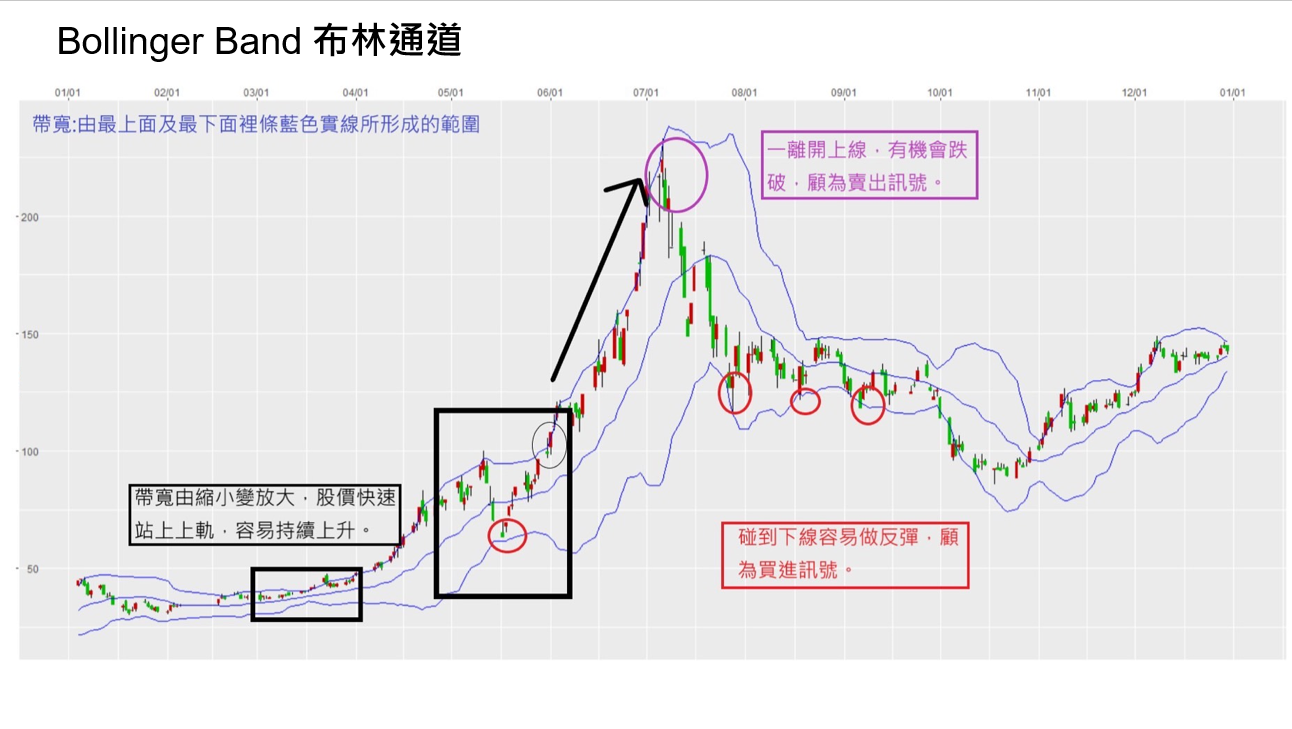 Bollinger Band 布林通道
01/01 02/01 03/01 04/01 05/01 06/01 07/01 08/01 09/01 10/01 11/01 12/01 01/01
帶寬:由最上面及最下面裡條藍色實線所形成的範圍
一離開上線，有機會跌
破，顧為賣出訊號。
200
150
100
帶寬由縮小變放大，股價快速
站上上軌，容易持續上升。
碰到下線容易做反彈，顧
為買進訊號。
50